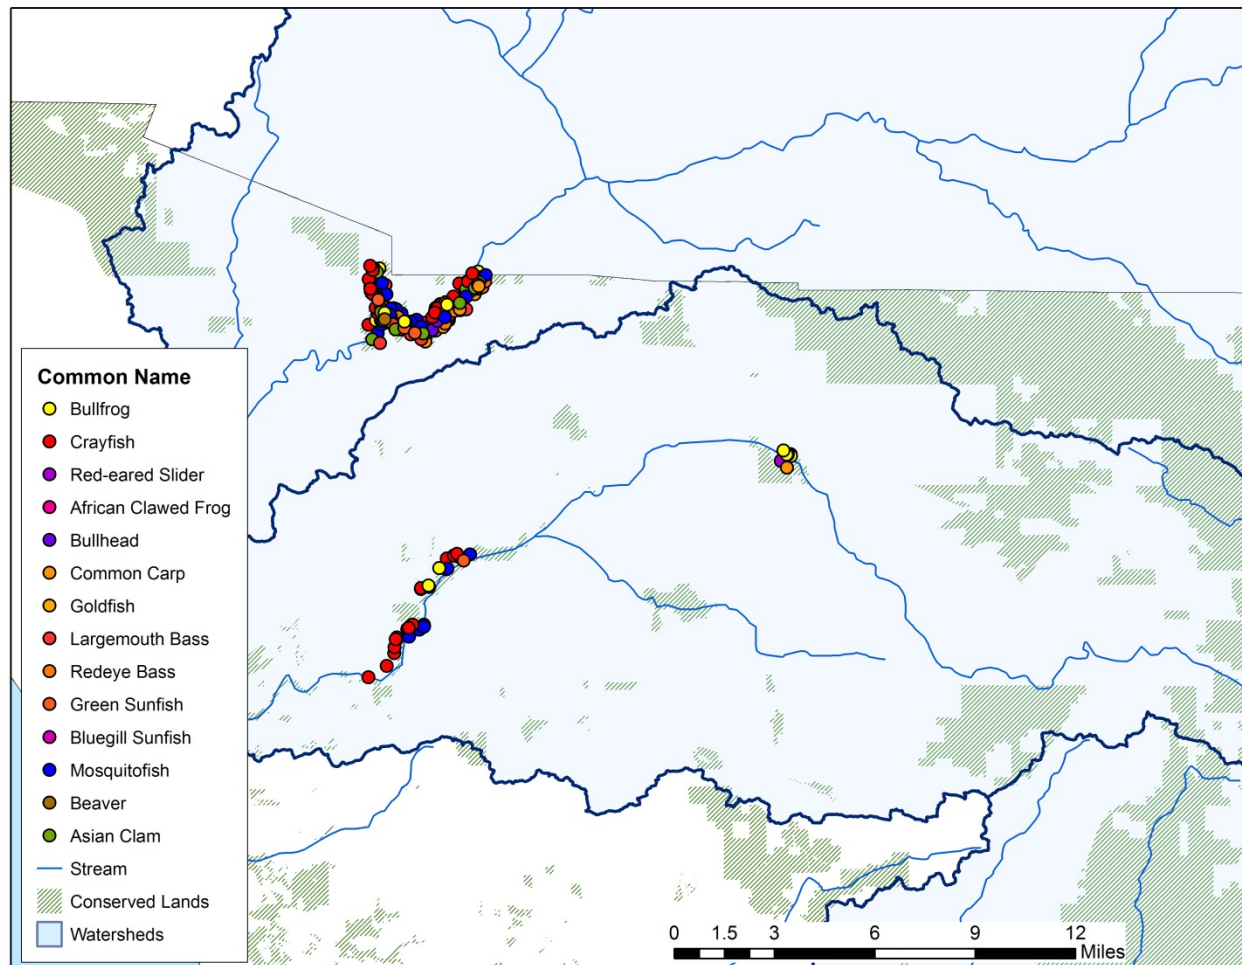 Common Name
Bullfrog
Crayfish
Red-eared Slider
African Clawed Frog
Bullhead
Common Carp
Goldfish
Largemouth Bass
Redeye Bass
Green Sunfish
Bluegill Sunfish
Mosquitofish
Beaver
Asian Clam
Stream
Conserved Lands
Watersheds
0 1.5 3 6 9 12
Miles